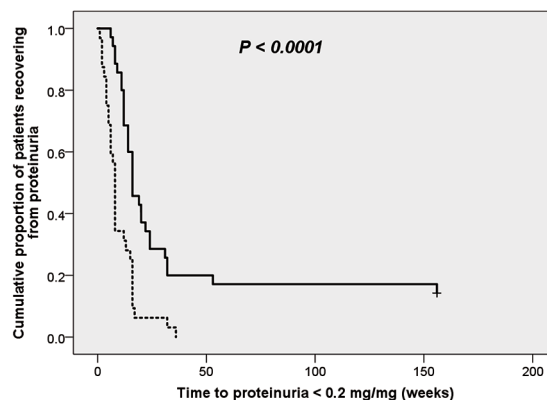 P < 0.0001
Cumulative proportion of patients recovering
from proteinuria
1.0
0.8
0.6
0.4
0.2
0.0
0 50 100 150 200
Time to proteinuria < 0.2 mg/mg (weeks)